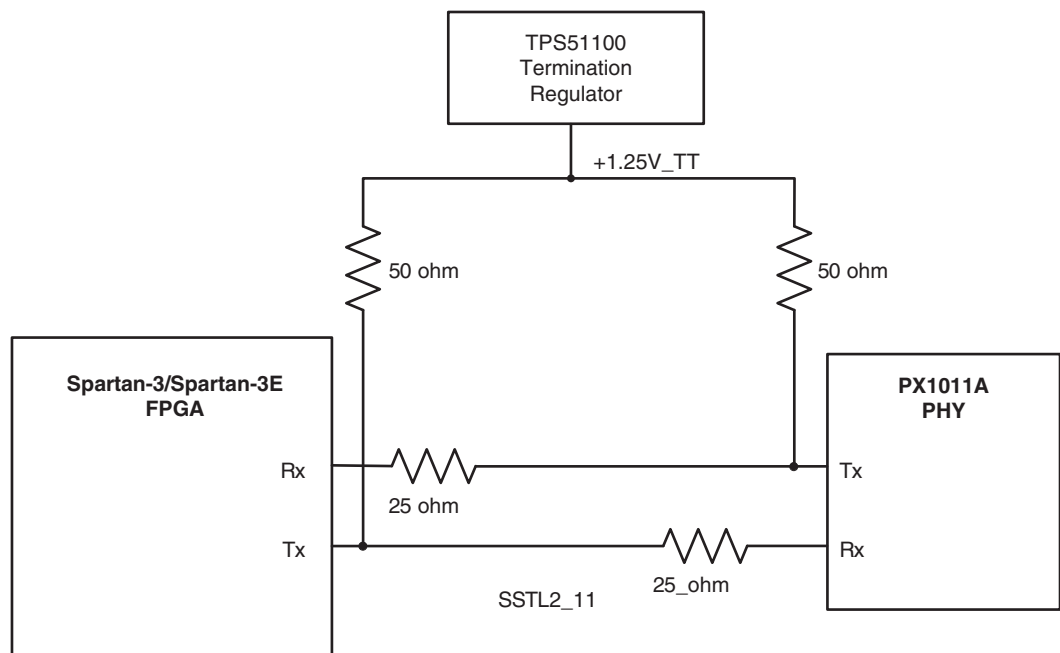 TPS51100
Termination
Regulator
+1.25V_TT
50 ohm
50 ohm
Spartan-3/Spartan-3E
FPGA
PX1011A
PHY
Rx
Tx
25 ohm
Tx
Rx
25_ohm
SSTL2_11